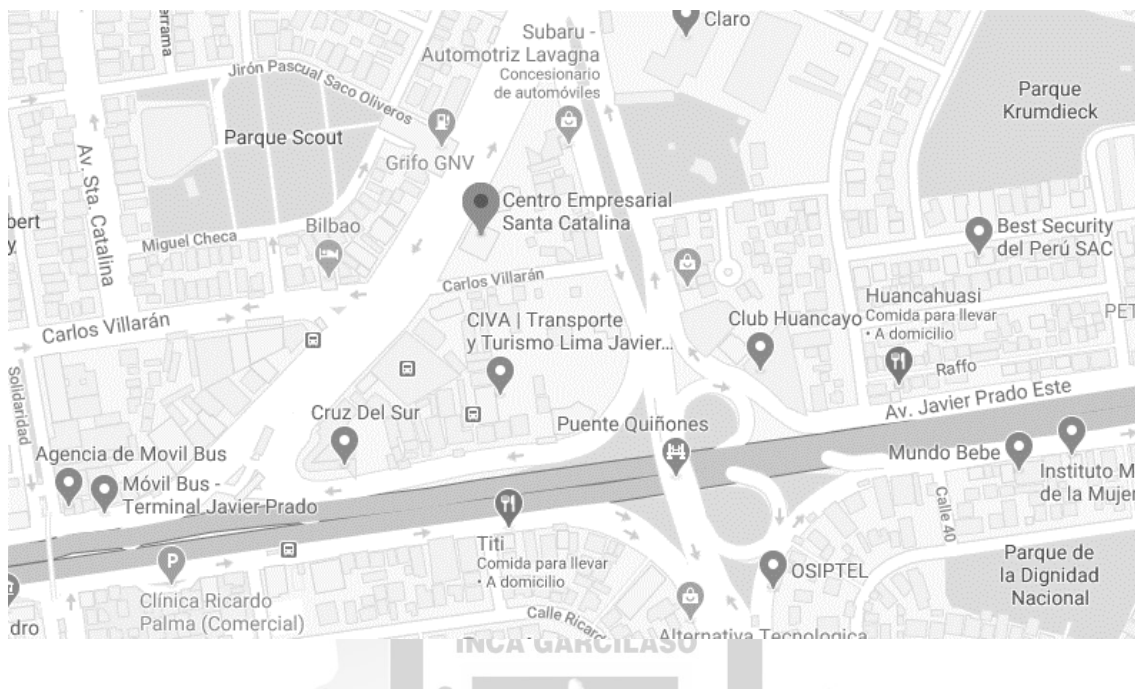 Claro
Subaru -
Automotriz Lavagna
Concesionario
de automóviles
Jirón Pascual Saco Oliveros
Parque
Krumdieck
Parque Scout
Av. Sta. Catalina
Grifo GNV
Centro Empresarial
Santa Catalina
Bilbao
Miguel Checa
Best Security
del Perú SAC
Carlos Villarán
Huancahuasi
Comida para llevar
• A domicilio
Carlos Villarán
CIVA | Transporte
y Turismo Lima Javier...
Club Huancayo
Raffo
Solidaridad
Av. Javier Prado Este
Cruz Del Sur
Puente Quiñones
Agencia de Movil Bus
Móvil Bus -
Terminal Javier Prado
Mundo Bebe
Instituto M
de la Mujer
Calle 40
Titi
Comida para llevar
• A domicilio
P
OSIPTEL
Parque de
la Dignidad
Nacional
Clínica Ricardo
Palma (Comercial)
Calle Ricard
dro
Alternativa Tecnologica
INCA GARCILASO